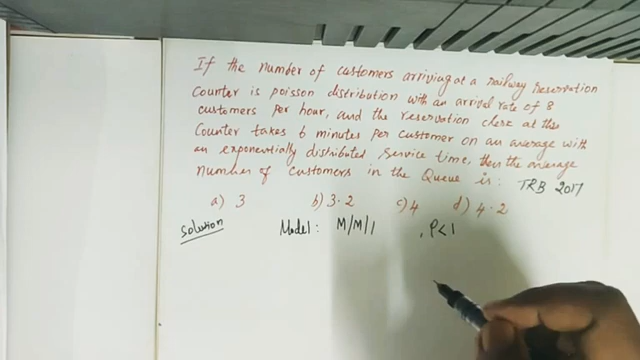 If the number of customers arriving at a railway reservation
Counter is poisson distribution with an arrival rate of 8
customers per hour, and the reservation clerk at the
Counter takes 6 minutes per customer on an average with
an exponentially distributed service time, then the average
number of customers in the Queue is: TRB 2017
a) 3 b) 3.2 c) 4 d) 4.2
Solution Model: M/M/1 , ρ<1